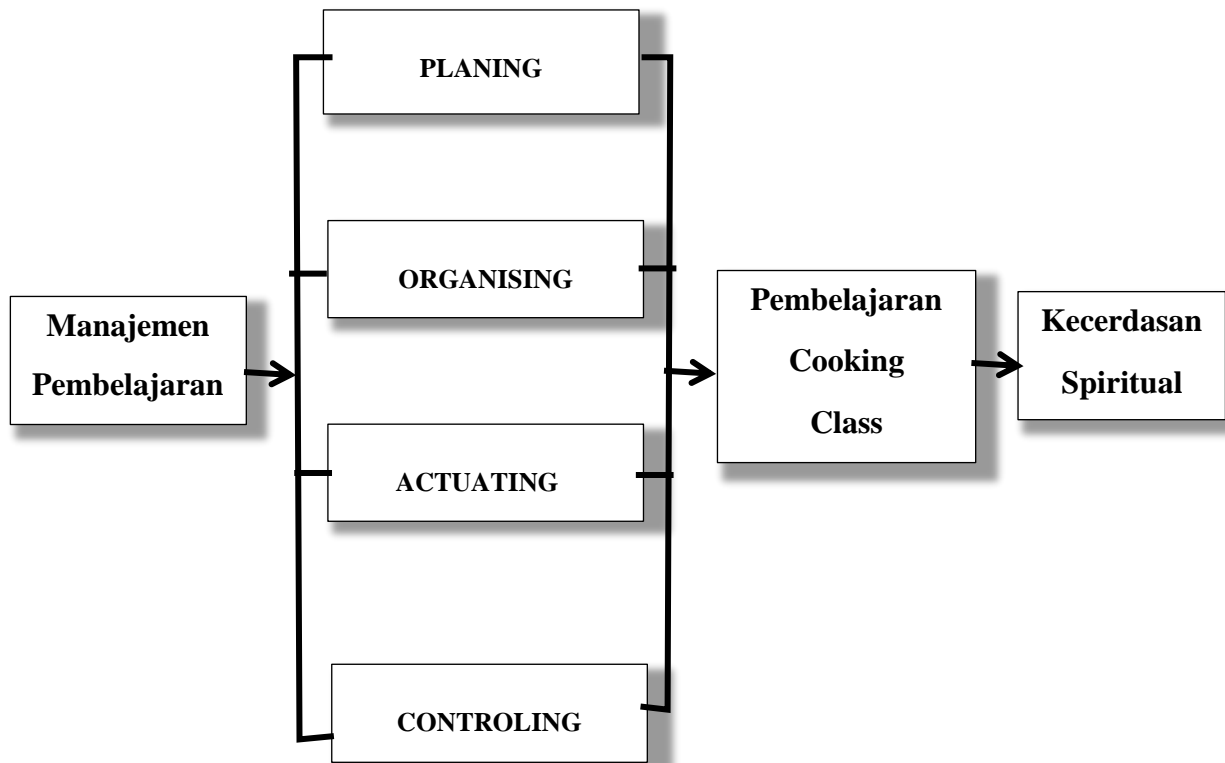 Manajemen
Pembelajaran
PLANING
ORGANISING
ACTUATING
CONTROLING
Pembelajaran
Cooking
Class
Kecerdasan
Spiritual